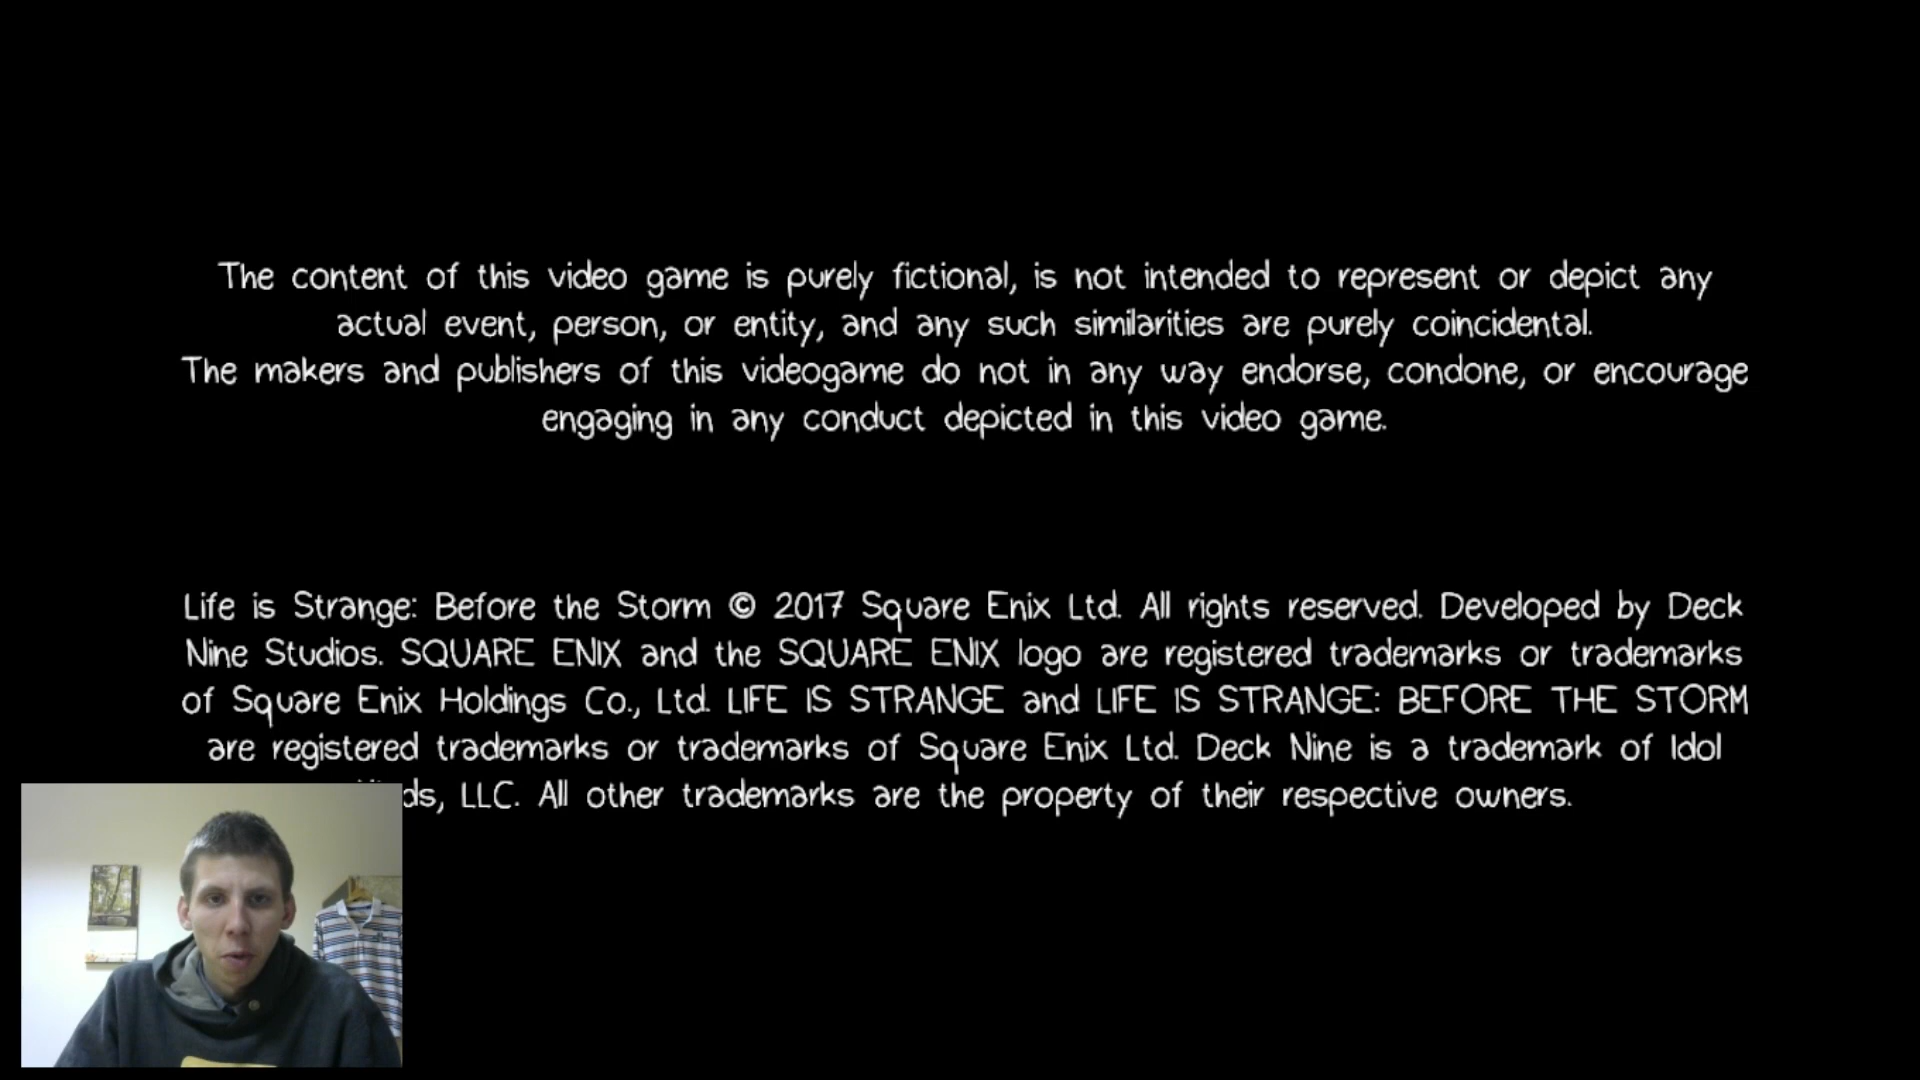 The content of this video game is purely fictional, is not intended to represent or depict any
actual event, person, or entity, and any such similarities are purely coincidental.
The makers and publishers of this videogame do not in any way endorse, condone, or encourage
engaging in any conduct depicted in this video game.
Life is Strange: Before the Storm © 2017 Square Enix Ltd. All rights reserved. Developed by Deck
Nine Studios. SQUARE ENIX and the SQUARE ENIX logo are registered trademarks or trademarks
of Square Enix Holdings Co., Ltd. LIFE IS STRANGE and LIFE IS STRANGE: BEFORE THE STORM
are registered trademarks or trademarks of Square Enix Ltd. Deck Nine is a trademark of Idol
LLC. All other trademarks are the property of their respective owners.